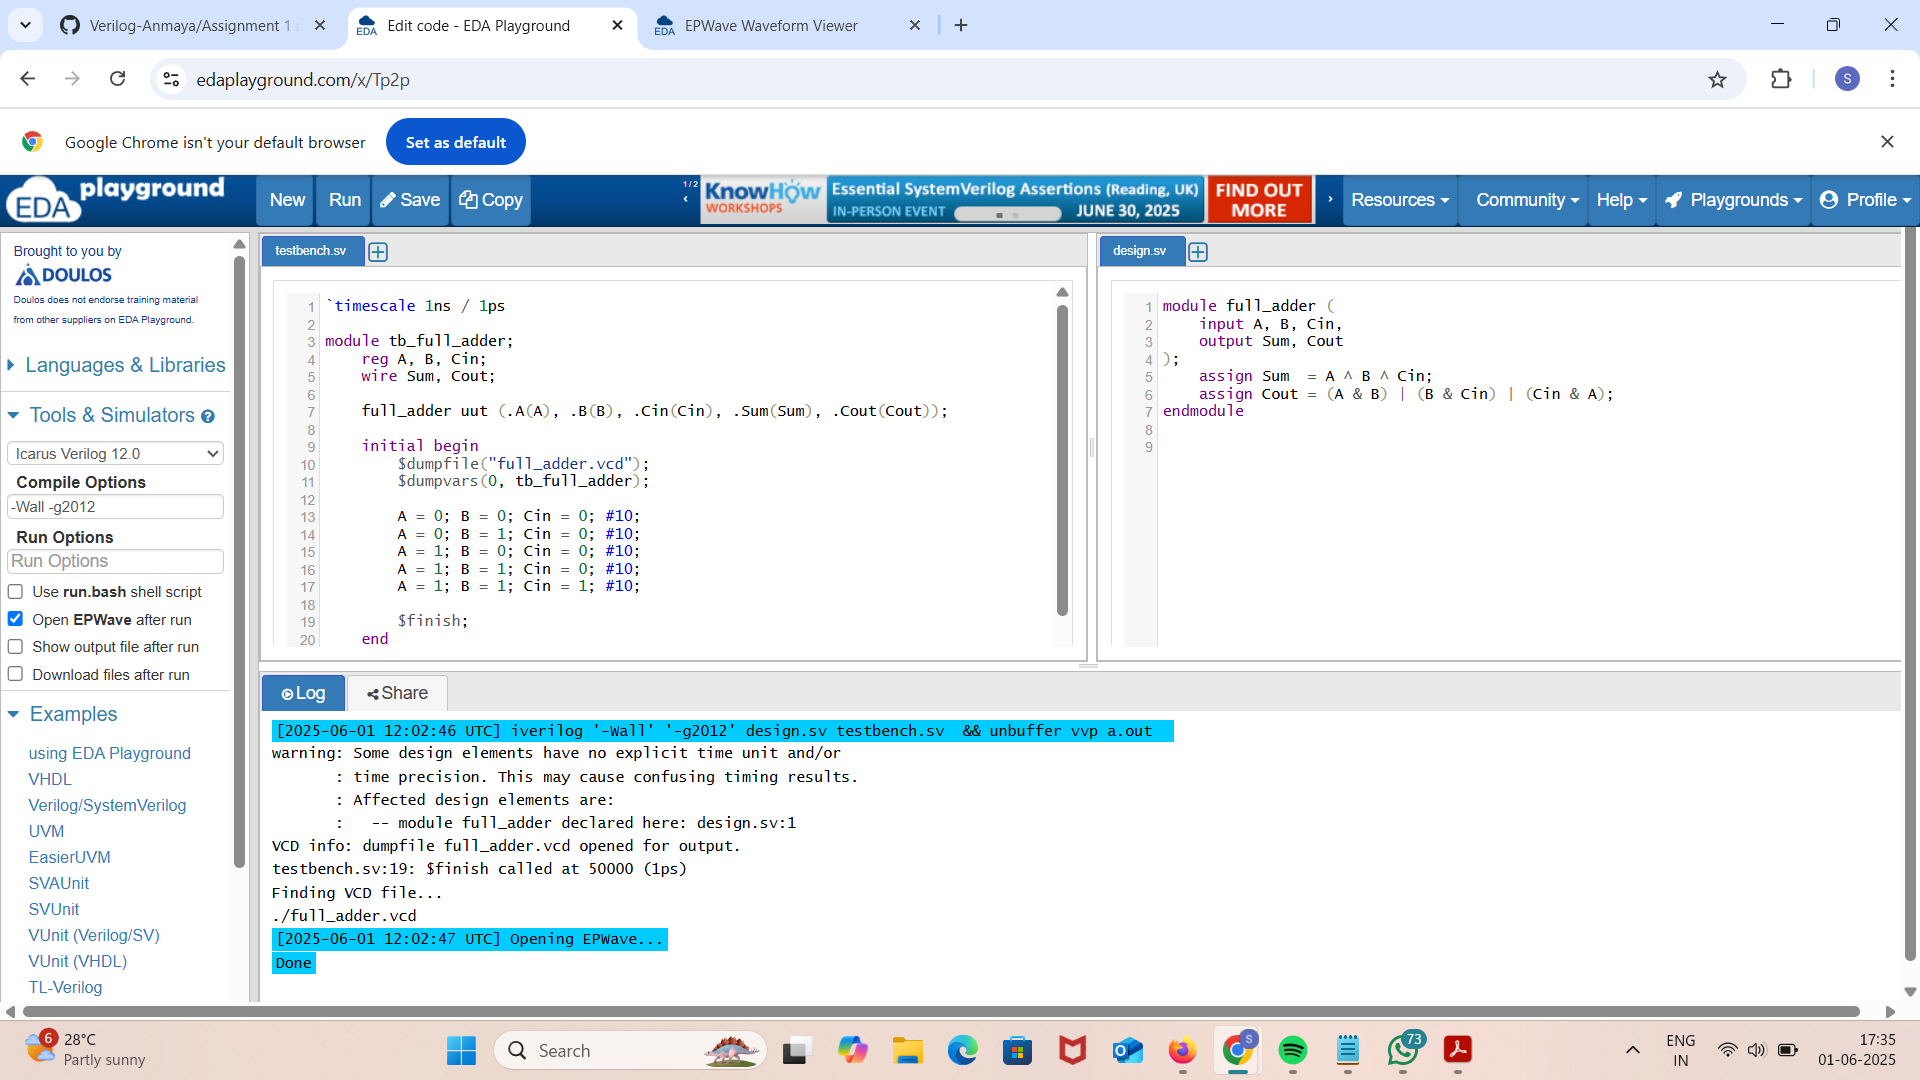 Verilog-Anmaya/Assignment 1 a
Edit code - EDA Playground
EDA
EPWave Waveform Viewer
EDA
edaplayground.com/x/Tp2p
S
Google Chrome isn't your default browser
Set as default
EDA playground
New
Run
Save
Copy
1/2
KnowHow WORKSHOPS
Essential SystemVerilog Assertions (Reading, UK)
IN-PERSON EVENT
JUNE 30, 2025
FIND OUT MORE
Resources
Community
Help
Playgrounds
Profile
Brought to you by
DOULOS
Doulos does not endorse training material
from other suppliers on EDA Playground.
Languages & Libraries
Tools & Simulators
Icarus Verilog 12.0
Compile Options
-Wall -g2012
Run Options
Run Options
Use run.bash shell script
Open EPWave after run
Show output file after run
Download files after run
Examples
using EDA Playground
VHDL
Verilog/SystemVerilog
UVM
EasierUVM
SVAUnit
SVUnit
VUnit (Verilog/SV)
VUnit (VHDL)
TL-Verilog
testbench.sv
1 `timescale 1ns / 1ps
2
3 module tb_full_adder;
4     reg A, B, Cin;
5     wire Sum, Cout;
6
7     full_adder uut (.A(A), .B(B), .Cin(Cin), .Sum(Sum), .Cout(Cout));
8
9     initial begin
10         $dumpfile("full_adder.vcd");
11         $dumpvars(0, tb_full_adder);
12
13         A = 0; B = 0; Cin = 0; #10;
14         A = 0; B = 1; Cin = 0; #10;
15         A = 1; B = 0; Cin = 0; #10;
16         A = 1; B = 1; Cin = 0; #10;
17         A = 1; B = 1; Cin = 1; #10;
18
19         $finish;
20     end
design.sv
1 module full_adder (
2     input A, B, Cin,
3     output Sum, Cout
4 );
5     assign Sum  = A ^ B ^ Cin;
6     assign Cout = (A & B) | (B & Cin) | (Cin & A);
7 endmodule
8
9
Log
Share
[2025-06-01 12:02:46 UTC] iverilog '-Wall' '-g2012' design.sv testbench.sv  && unbuffer vvp a.out
warning: Some design elements have no explicit time unit and/or
       : time precision. This may cause confusing timing results.
       : Affected design elements are:
       :   -- module full_adder declared here: design.sv:1
VCD info: dumpfile full_adder.vcd opened for output.
testbench.sv:19: $finish called at 50000 (1ps)
Finding VCD file...
./full_adder.vcd
[2025-06-01 12:02:47 UTC] Opening EPWave...
Done
6
28°C
Partly sunny
Search
S
73
ENG
IN
17:35
01-06-2025